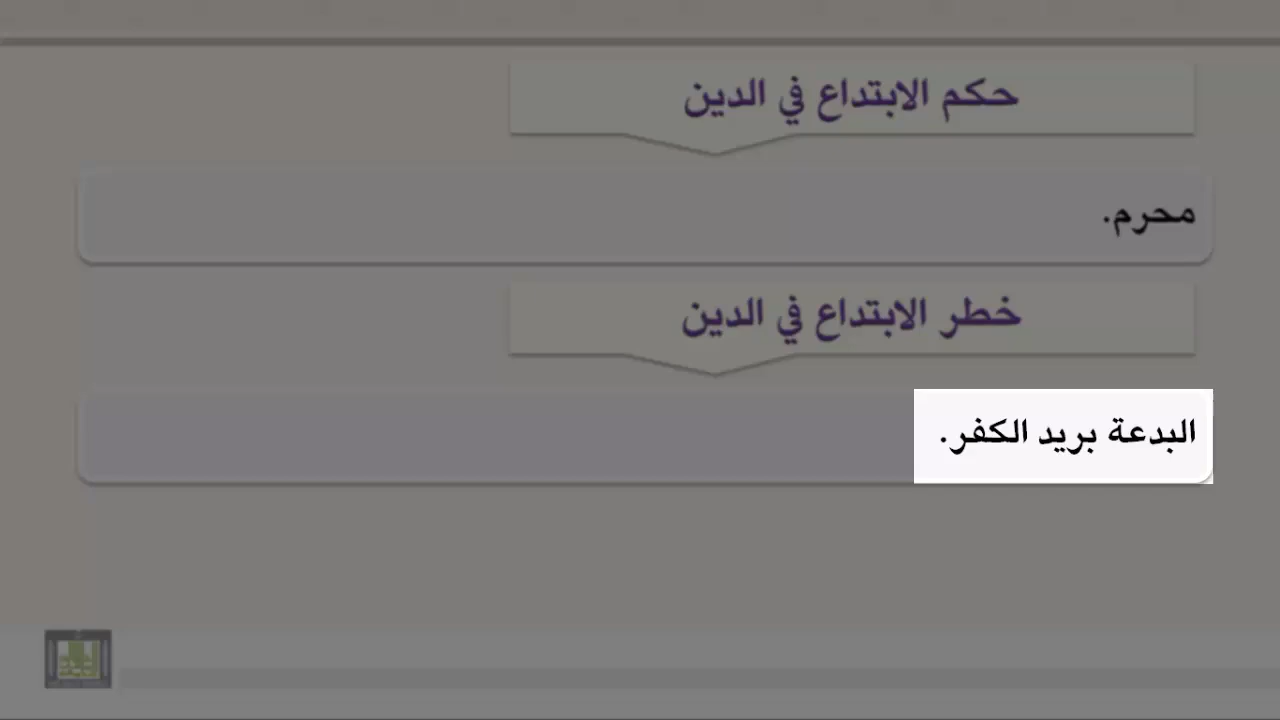 حكم الابتداع في الدين
محرم.
خطر الابتداع في الدين
البدعة بريد الكفر.